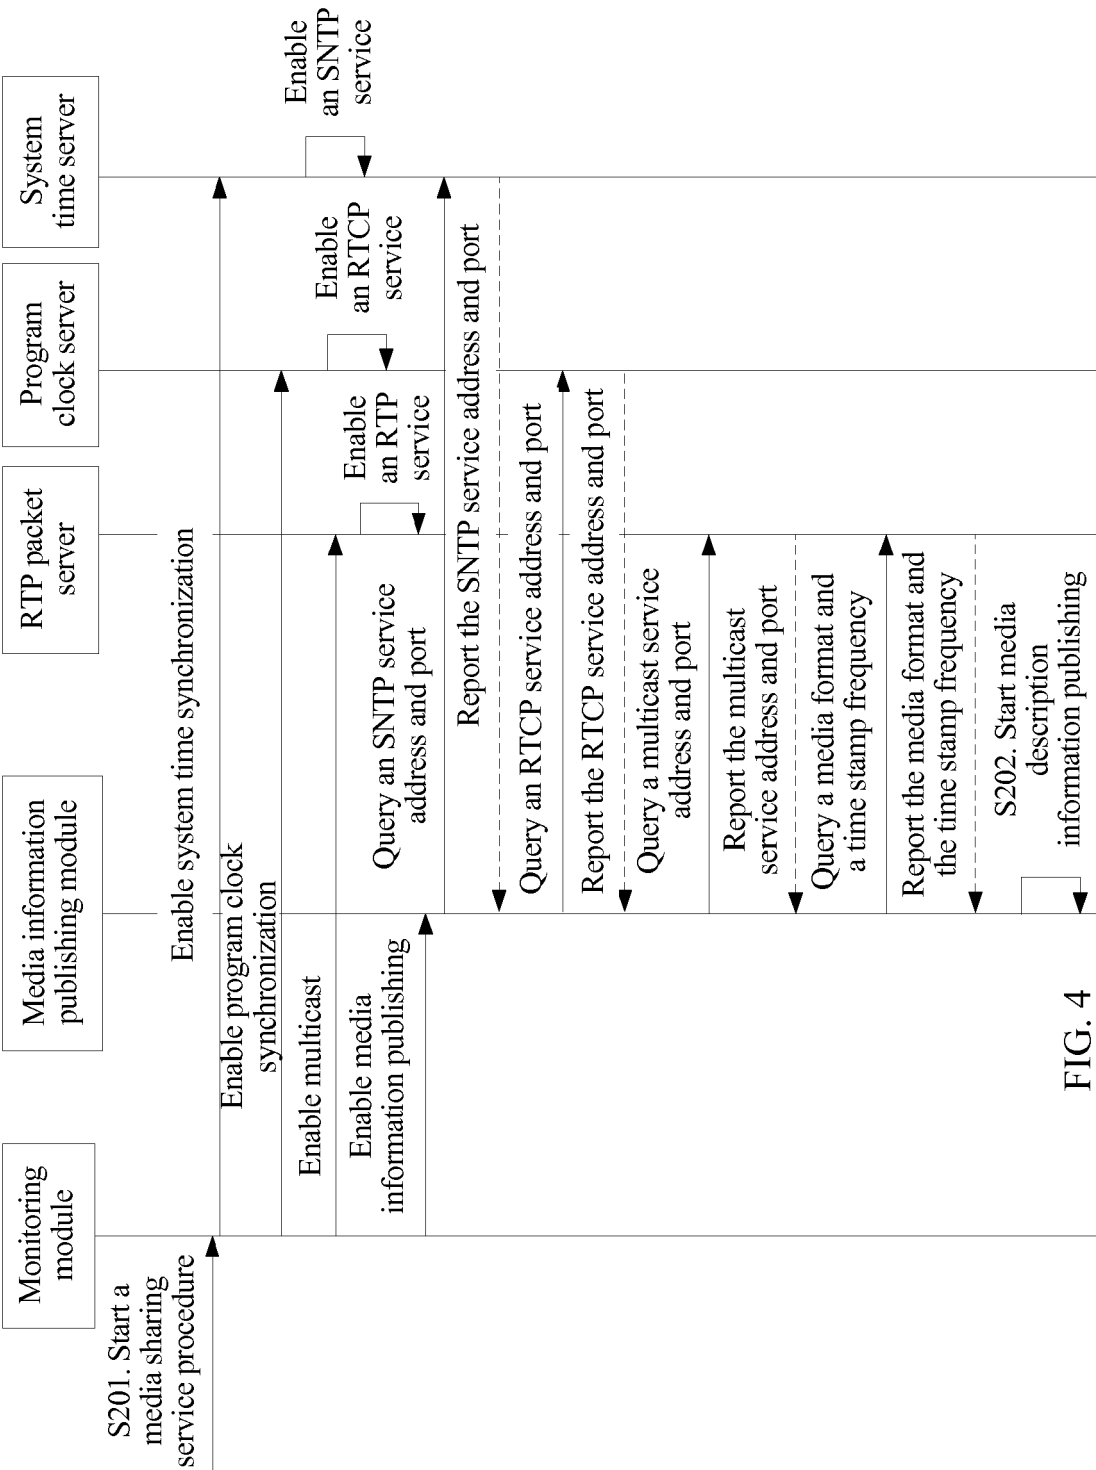 Monitoring
module
Media information
publishing module
RTP packet
server
Program
clock server
System
time server
S201. Start a
media sharing
service procedure
Enable system time synchronization
Enable program clock
synchronization
Enable
an SNTP
service
Enable multicast
Enable
an RTCP
service
Enable media
information publishing
Enable
an RTP
service
Query an SNTP service
address and port
Report the SNTP service address and port
Query an RTCP service address and port
Report the RTCP service address and port
Query a multicast service
address and port
Report the multicast
service address and port
Query a media format and
a time stamp frequency
Report the media format and
the time stamp frequency
S202. Start media
description
information publishing
FIG. 4